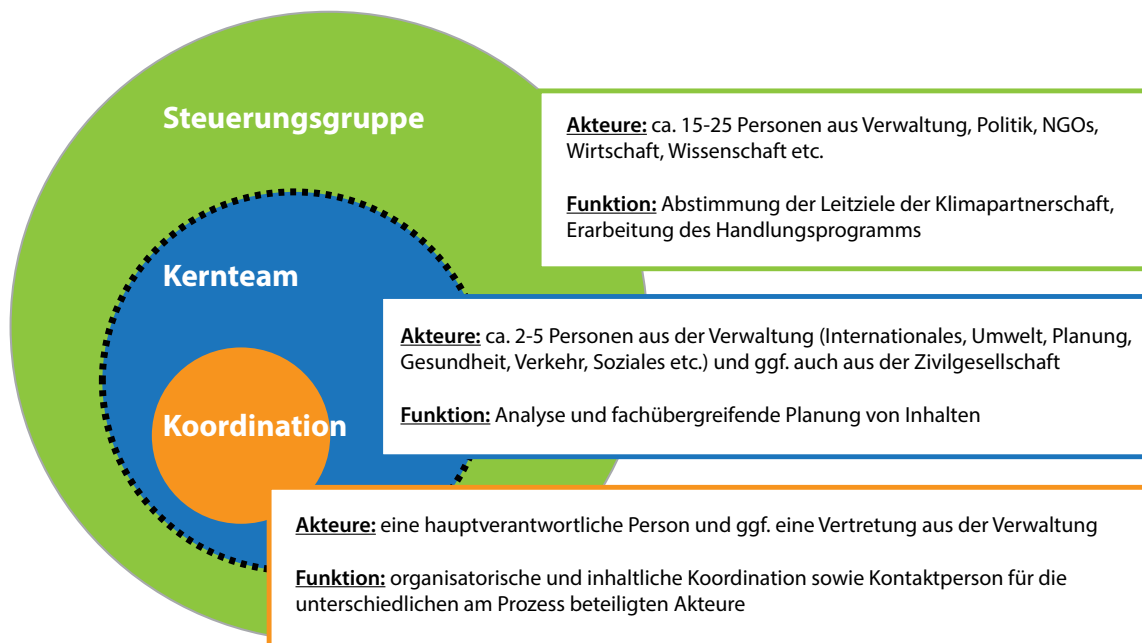 Steuerungsgruppe
Akteure: ca. 15-25 Personen aus Verwaltung, Politik, NGOs,
Wirtschaft, Wissenschaft etc.
Funktion: Abstimmung der Leitziele der Klimapartnerschaft,
Erarbeitung des Handlungsprogramms
Kernteam
Akteure: ca. 2-5 Personen aus der Verwaltung (Internationales, Umwelt, Planung,
Gesundheit, Verkehr, Soziales etc.) und ggf. auch aus der Zivilgesellschaft
Funktion: Analyse und fachübergreifende Planung von Inhalten
Koordination
Akteure: eine hauptverantwortliche Person und ggf. eine Vertretung aus der Verwaltung
Funktion: organisatorische und inhaltliche Koordination sowie Kontaktperson für die
unterschiedlichen am Prozess beteiligten Akteure